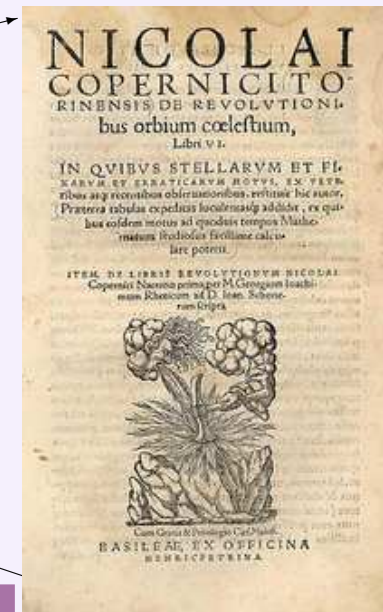 NICOLAI
COPERNICI TO-
RINENSIS DE REVOLVTIONI-
bus orbium cœlestium,
Libri VI.
IN QVIBVS STELLARVM ET FI-
XARVM ET ERRATICARVM MOTVS, EX VETE-
ribus atq; recentibus obseruationibus, restituit hic autor.
Præterea tabulas expeditas luculentasq; addidit, ex qui-
bus eosdem motus ad quoduis tempus Mathe-
matum studiosus facillime calcu-
lare poterit.
ITEM, DE LIBRIS REVOLVTIONVM NICOLAI
Copernici Narratio prima, per M. Georgium Ioachi-
mum Rheticum ad D. Ioan. Schone-
rum scripta.
Cum Gratia & Priuilegio Cæs. Maiest.
BASILEAE, EX OFFICINA
HENRICPETRINA.